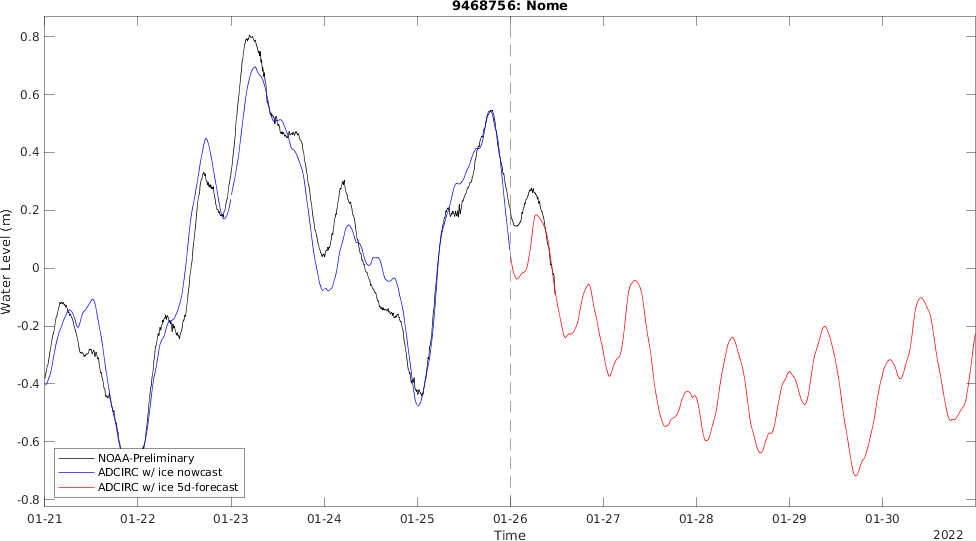 9468756: Nome
Water Level (m)
0.8
0.6
0.4
0.2
0
-0.2
-0.4
-0.6
-0.8
NOAA-Preliminary
ADCIRC w/ ice nowcast
ADCIRC w/ ice 5d-forecast
01-21 01-22 01-23 01-24 01-25 01-26 01-27 01-28 01-29 01-30
Time
2022